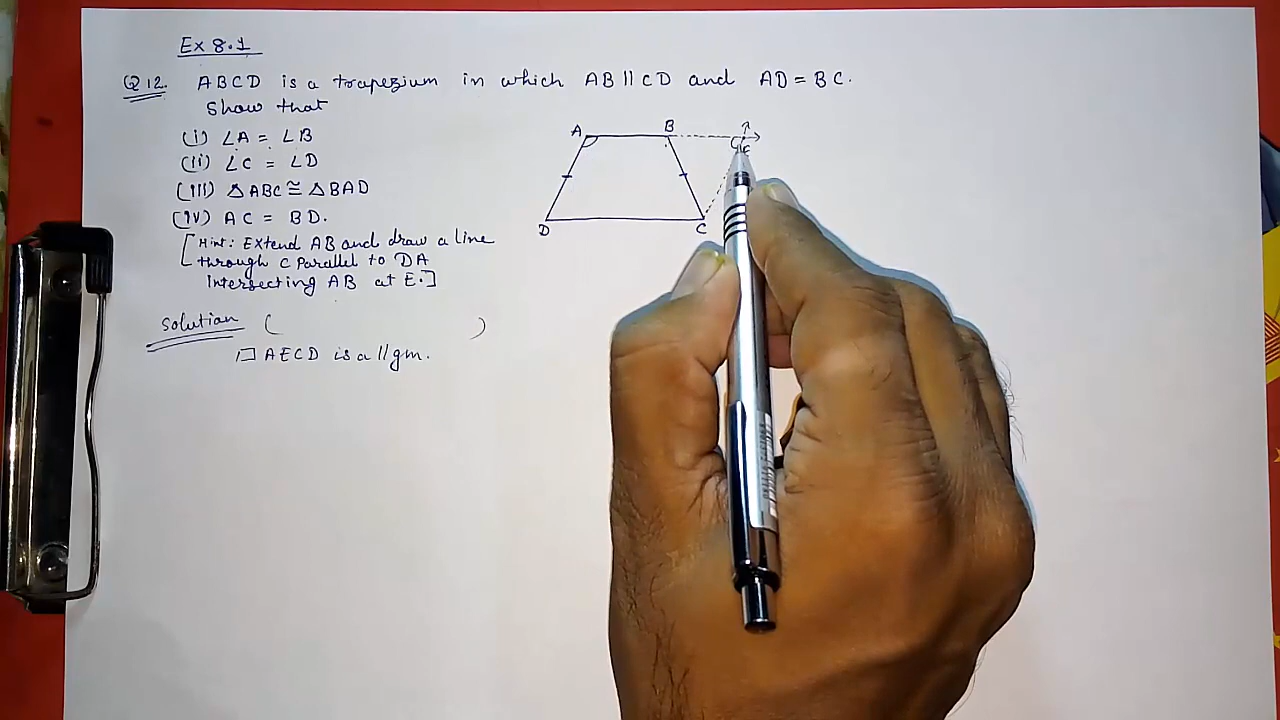 Ex 8.1
Q 12. ABCD is a trapezium in which AB || CD and AD = BC.
Show that
(i) ∠A = ∠B
(ii) ∠C = ∠D
(iii) △ABC ≅ △BAD
(iv) AC = BD.
[Hint: Extend AB and draw a line
through C parallel to DA
intersecting AB at E.]
A B
D C
Solution ( )
▱ AECD is a ||gm.